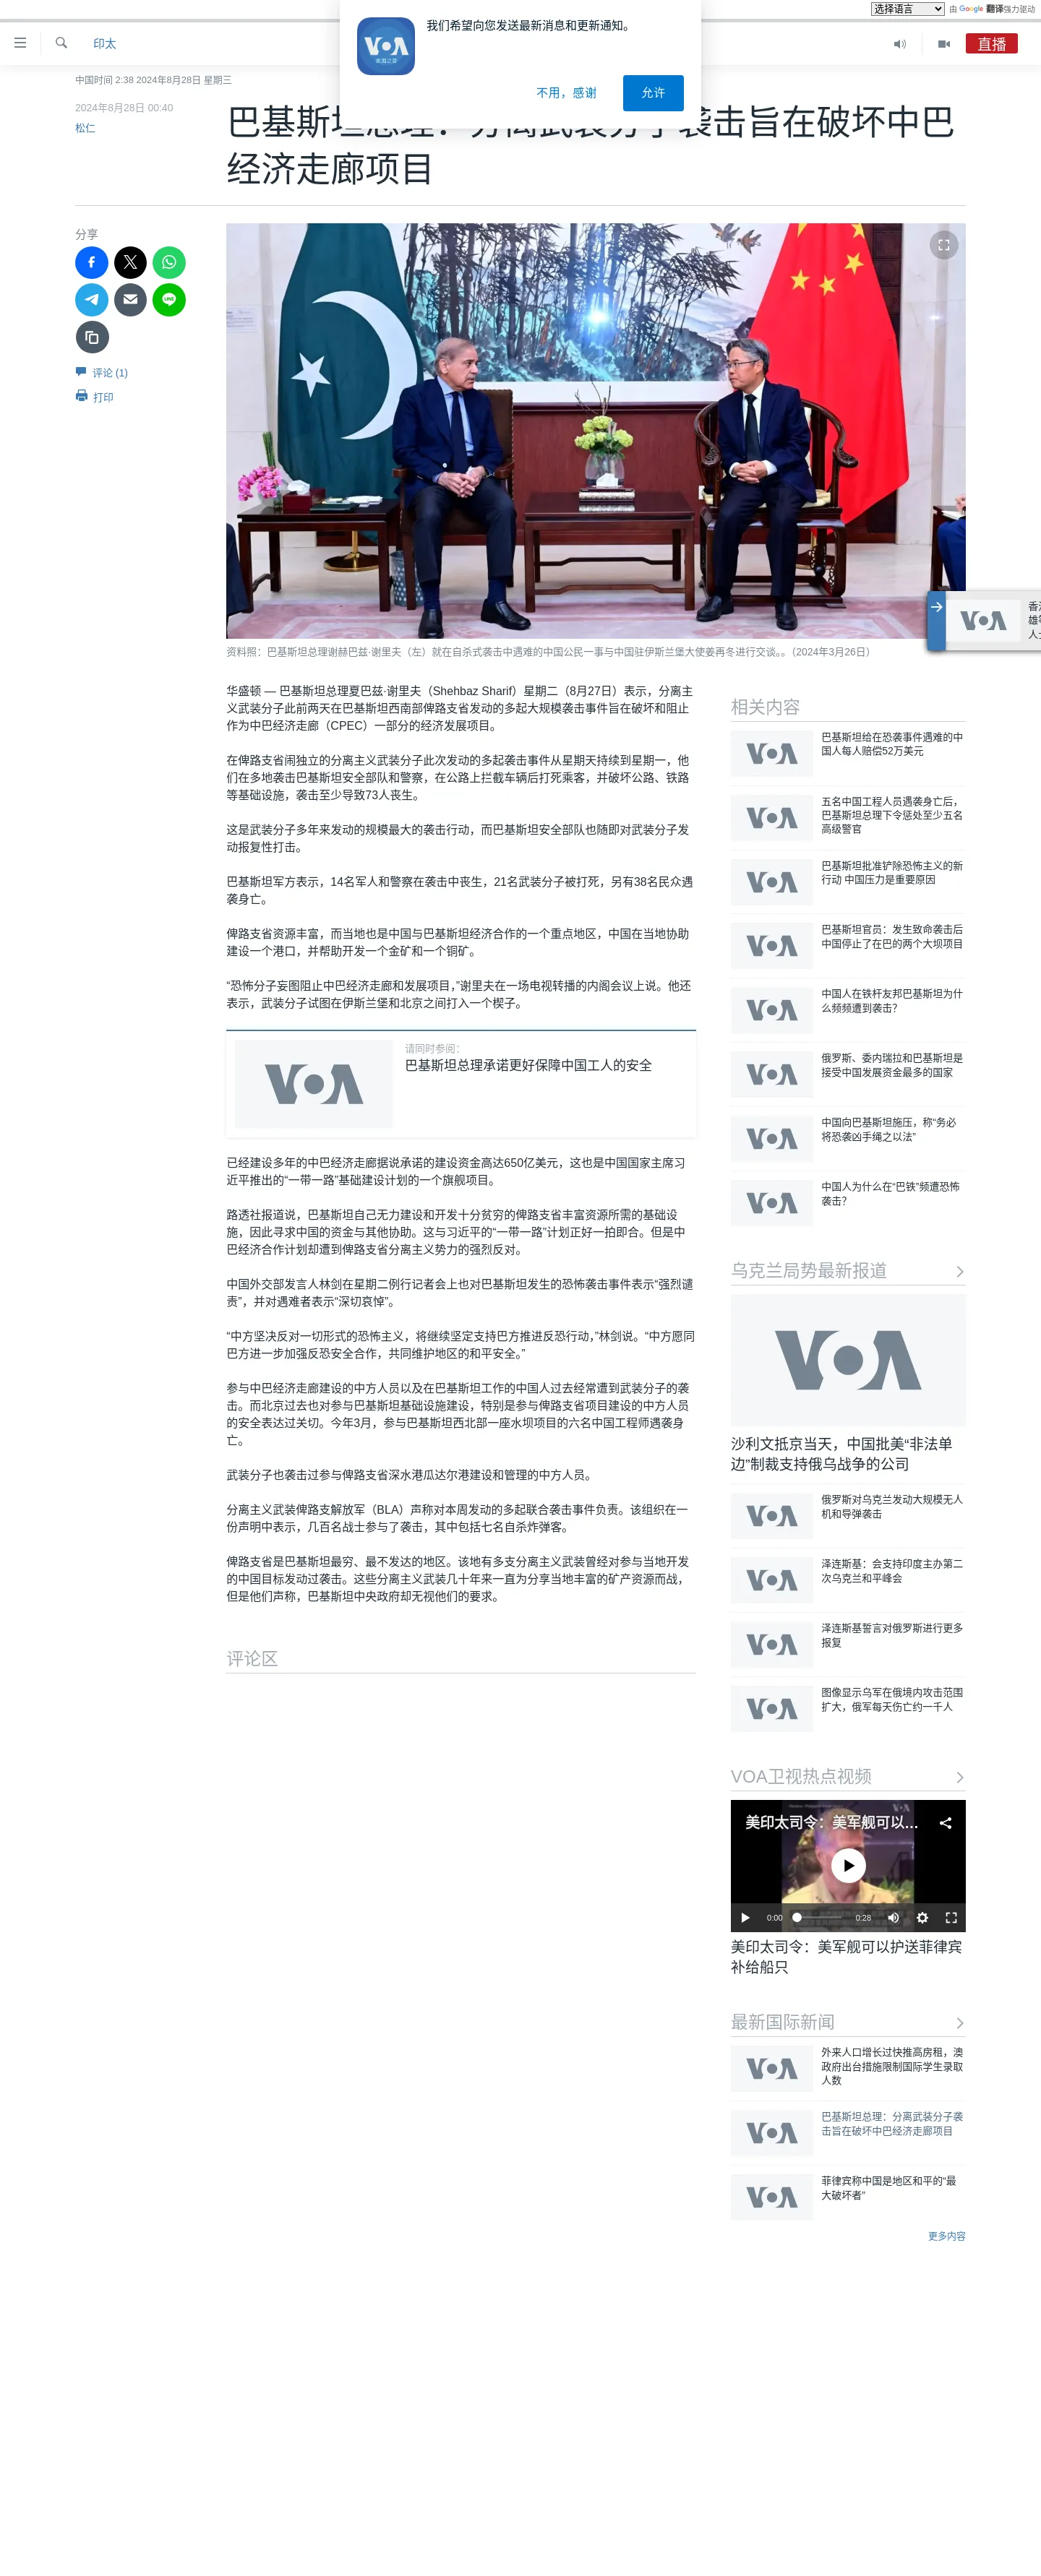 选择语言 由 Google 翻译强力驱动
我们希望向您发送最新消息和更新通知。
VOA
美国之音
不用，感谢
允许
印太
直播
中国时间 2:38 2024年8月28日 星期三
2024年8月28日 00:40
松仁
巴基斯坦总理：分离武装分子袭击旨在破坏中巴
经济走廊项目
分享
评论 (1)
打印
香港
雄等
人士
资料照：巴基斯坦总理谢赫巴兹·谢里夫（左）就在自杀式袭击中遇难的中国公民一事与中国驻伊斯兰堡大使姜再冬进行交谈。。（2024年3月26日）
华盛顿 — 巴基斯坦总理夏巴兹·谢里夫（Shehbaz Sharif）星期二（8月27日）表示，分离主
义武装分子此前两天在巴基斯坦西南部俾路支省发动的多起大规模袭击事件旨在破坏和阻止
作为中巴经济走廊（CPEC）一部分的经济发展项目。
在俾路支省闹独立的分离主义武装分子此次发动的多起袭击事件从星期天持续到星期一，他
们在多地袭击巴基斯坦安全部队和警察，在公路上拦截车辆后打死乘客，并破坏公路、铁路
等基础设施，袭击至少导致73人丧生。
这是武装分子多年来发动的规模最大的袭击行动，而巴基斯坦安全部队也随即对武装分子发
动报复性打击。
巴基斯坦军方表示，14名军人和警察在袭击中丧生，21名武装分子被打死，另有38名民众遇
袭身亡。
俾路支省资源丰富，而当地也是中国与巴基斯坦经济合作的一个重点地区，中国在当地协助
建设一个港口，并帮助开发一个金矿和一个铜矿。
“恐怖分子妄图阻止中巴经济走廊和发展项目，”谢里夫在一场电视转播的内阁会议上说。他还
表示，武装分子试图在伊斯兰堡和北京之间打入一个楔子。
VOA
请同时参阅：
巴基斯坦总理承诺更好保障中国工人的安全
已经建设多年的中巴经济走廊据说承诺的建设资金高达650亿美元，这也是中国国家主席习
近平推出的“一带一路”基础建设计划的一个旗舰项目。
路透社报道说，巴基斯坦自己无力建设和开发十分贫穷的俾路支省丰富资源所需的基础设
施，因此寻求中国的资金与其他协助。这与习近平的“一带一路”计划正好一拍即合。但是中
巴经济合作计划却遭到俾路支省分离主义势力的强烈反对。
中国外交部发言人林剑在星期二例行记者会上也对巴基斯坦发生的恐怖袭击事件表示“强烈谴
责”，并对遇难者表示“深切哀悼”。
“中方坚决反对一切形式的恐怖主义，将继续坚定支持巴方推进反恐行动，”林剑说。“中方愿同
巴方进一步加强反恐安全合作，共同维护地区的和平安全。”
参与中巴经济走廊建设的中方人员以及在巴基斯坦工作的中国人过去经常遭到武装分子的袭
击。而北京过去也对参与巴基斯坦基础设施建设，特别是参与俾路支省项目建设的中方人员
的安全表达过关切。今年3月，参与巴基斯坦西北部一座水坝项目的六名中国工程师遇袭身
亡。
武装分子也袭击过参与俾路支省深水港瓜达尔港建设和管理的中方人员。
分离主义武装俾路支解放军（BLA）声称对本周发动的多起联合袭击事件负责。该组织在一
份声明中表示，几百名战士参与了袭击，其中包括七名自杀炸弹客。
俾路支省是巴基斯坦最穷、最不发达的地区。该地有多支分离主义武装曾经对参与当地开发
的中国目标发动过袭击。这些分离主义武装几十年来一直为分享当地丰富的矿产资源而战，
但是他们声称，巴基斯坦中央政府却无视他们的要求。
评论区
相关内容
巴基斯坦给在恐袭事件遇难的中
国人每人赔偿52万美元
五名中国工程人员遇袭身亡后，
巴基斯坦总理下令惩处至少五名
高级警官
巴基斯坦批准铲除恐怖主义的新
行动 中国压力是重要原因
巴基斯坦官员：发生致命袭击后
中国停止了在巴的两个大坝项目
中国人在铁杆友邦巴基斯坦为什
么频频遭到袭击？
俄罗斯、委内瑞拉和巴基斯坦是
接受中国发展资金最多的国家
中国向巴基斯坦施压，称“务必
将恐袭凶手绳之以法”
中国人为什么在“巴铁”频遭恐怖
袭击？
乌克兰局势最新报道
VOA
沙利文抵京当天，中国批美“非法单
边”制裁支持俄乌战争的公司
俄罗斯对乌克兰发动大规模无人
机和导弹袭击
泽连斯基：会支持印度主办第二
次乌克兰和平峰会
泽连斯基誓言对俄罗斯进行更多
报复
图像显示乌军在俄境内攻击范围
扩大，俄军每天伤亡约一千人
VOA卫视热点视频
美印太司令：美军舰可以...
0:00
0:28
美印太司令：美军舰可以护送菲律宾
补给船只
最新国际新闻
外来人口增长过快推高房租，澳
政府出台措施限制国际学生录取
人数
巴基斯坦总理：分离武装分子袭
击旨在破坏中巴经济走廊项目
菲律宾称中国是地区和平的“最
大破坏者”
更多内容